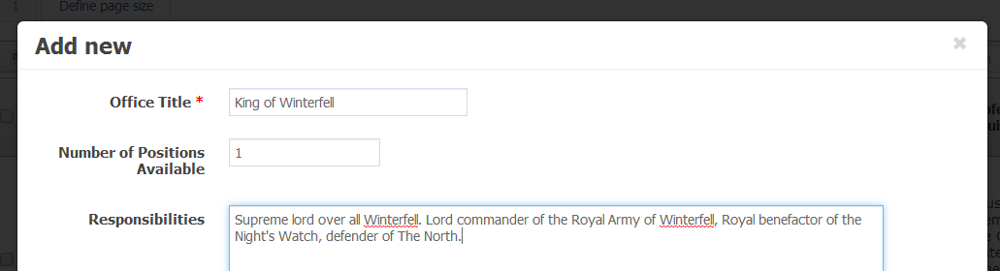 1 Define page size
Add new
Office Title *
King of Winterfell
Number of Positions
Available
1
Responsibilities
Supreme lord over all Winterfell. Lord commander of the Royal Army of Winterfell, Royal benefactor of the
Night's Watch, defender of The North.